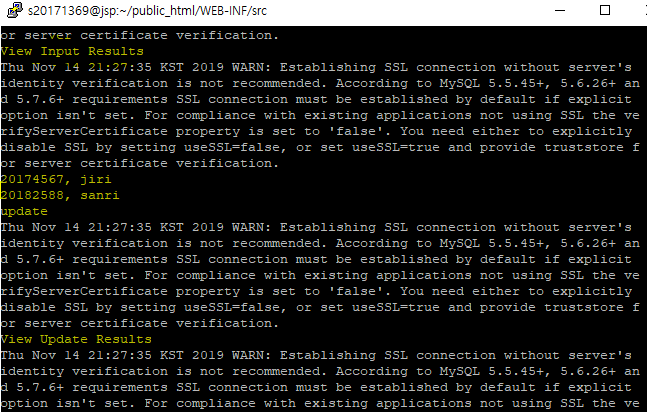 s20171369@jsp:~/public_html/WEB-INF/src
or server certificate verification.
View Input Results
Thu Nov 14 21:27:35 KST 2019 WARN: Establishing SSL connection without server's
identity verification is not recommended. According to MySQL 5.5.45+, 5.6.26+ an
d 5.7.6+ requirements SSL connection must be established by default if explicit
option isn't set. For compliance with existing applications not using SSL the ve
rifyServerCertificate property is set to 'false'. You need either to explicitly
disable SSL by setting useSSL=false, or set useSSL=true and provide truststore f
or server certificate verification.
20174567, jiri
20182588, sanri
update
Thu Nov 14 21:27:35 KST 2019 WARN: Establishing SSL connection without server's
identity verification is not recommended. According to MySQL 5.5.45+, 5.6.26+ an
d 5.7.6+ requirements SSL connection must be established by default if explicit
option isn't set. For compliance with existing applications not using SSL the ve
rifyServerCertificate property is set to 'false'. You need either to explicitly
disable SSL by setting useSSL=false, or set useSSL=true and provide truststore f
or server certificate verification.
View Update Results
Thu Nov 14 21:27:35 KST 2019 WARN: Establishing SSL connection without server's
identity verification is not recommended. According to MySQL 5.5.45+, 5.6.26+ an
d 5.7.6+ requirements SSL connection must be established by default if explicit
option isn't set. For compliance with existing applications not using SSL the ve